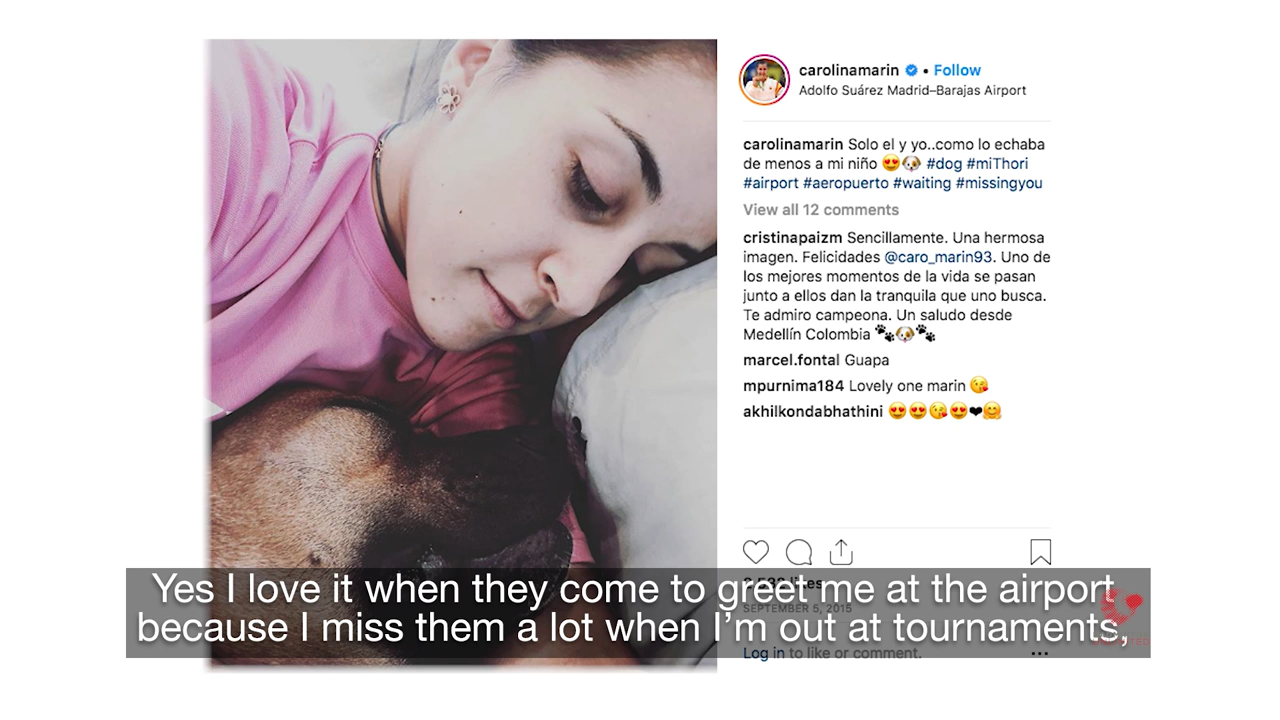 carolinamarin • Follow
Adolfo Suárez Madrid–Barajas Airport
carolinamarin Solo el y yo..como lo echaba
de menos a mi niño 😍🐶 #dog #miThori
#airport #aeropuerto #waiting #missingyou
View all 12 comments
cristinapaizm Sencillamente. Una hermosa
imagen. Felicidades @caro_marin93. Uno de
los mejores momentos de la vida se pasan
junto a ellos dan la tranquila que uno busca.
Te admiro campeona. Un saludo desde
Medellín Colombia 🐾🐶🐾
marcel.fontal Guapa
mpurnima184 Lovely one marin 😘
akhilkondabhathini 😍😍😘😍❤🤗
likes
SEPTEMBER 5, 2015
Yes I love it when they come to greet me at the airport
because I miss them a lot when I'm out at tournaments,
Log in to like or comment.